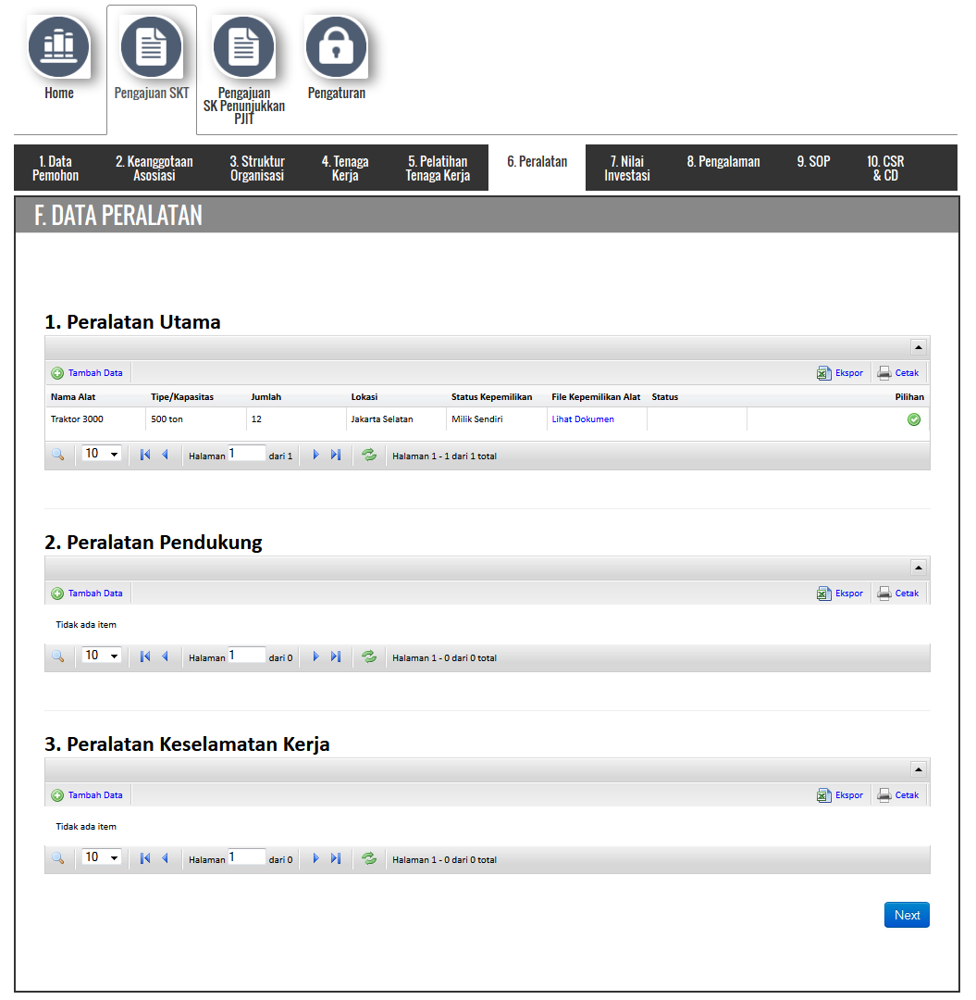 Home
Pengajuan SKT
Pengajuan
SK Penunjukkan
PJIT
Pengaturan
1. Data
Pemohon
2. Keanggotaan
Asosiasi
3. Struktur
Organisasi
4. Tenaga
Kerja
5. Pelatihan
Tenaga Kerja
6. Peralatan
7. Nilai
Investasi
8. Pengalaman
9. SOP
10. CSR
& CD
F. DATA PERALATAN
1. Peralatan Utama
Tambah Data Ekspor Cetak
Nama Alat Tipe/Kapasitas Jumlah Lokasi Status Kepemilikan File Kepemilikan Alat Status Pilihan
Traktor 3000 500 ton 12 Jakarta Selatan Milik Sendiri Lihat Dokumen
10 Halaman 1 dari 1 Halaman 1 - 1 dari 1 total
2. Peralatan Pendukung
Tambah Data Ekspor Cetak
Tidak ada item
10 Halaman 1 dari 0 Halaman 1 - 0 dari 0 total
3. Peralatan Keselamatan Kerja
Tambah Data Ekspor Cetak
Tidak ada item
10 Halaman 1 dari 0 Halaman 1 - 0 dari 0 total
Next